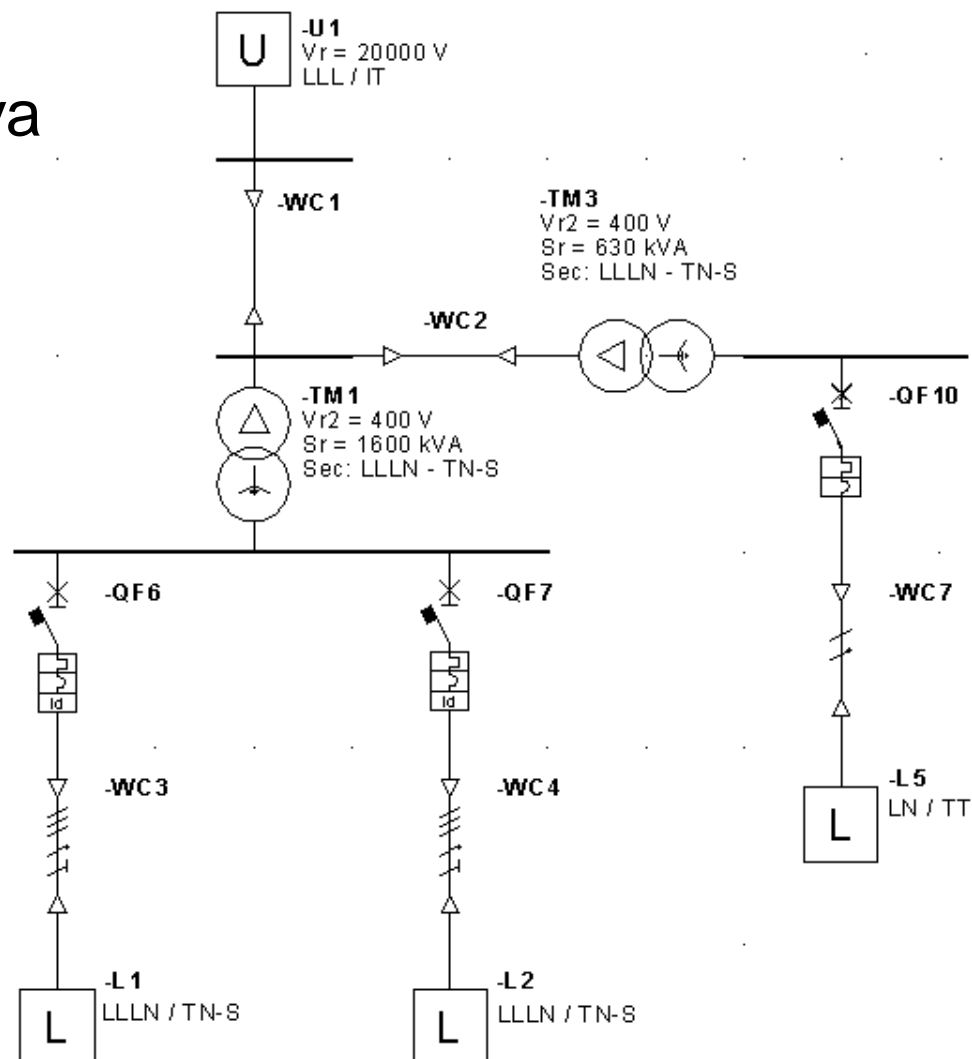 -U1
Vr = 20000 V
LLL / IT
U
va
-WC1
-TM3
Vr2 = 400 V
Sr = 630 kVA
Sec: LLLN - TN-S
-WC2
-TM1
Vr2 = 400 V
Sr = 1600 kVA
Sec: LLLN - TN-S
-QF10
-QF6
-QF7
-WC7
Id
Id
-WC3
-WC4
-L5
LN / TT
L
-L1
LLLN / TN-S
L
-L2
LLLN / TN-S
L